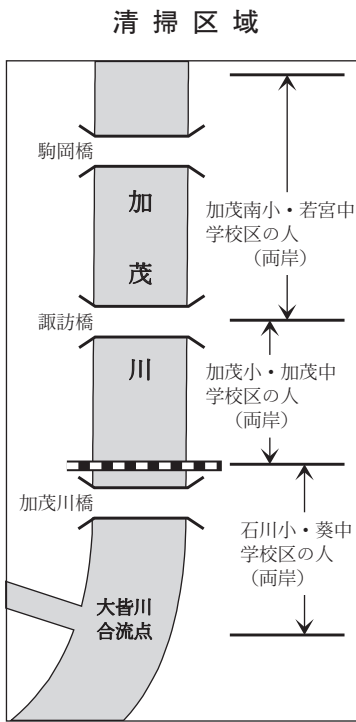 清掃区域
駒岡橋
加茂川
加茂南小・若宮中
学校区の人
（両岸）
諏訪橋
加茂小・加茂中
学校区の人
（両岸）
加茂川橋
石川小・葵中
学校区の人
（両岸）
大皆川
合流点